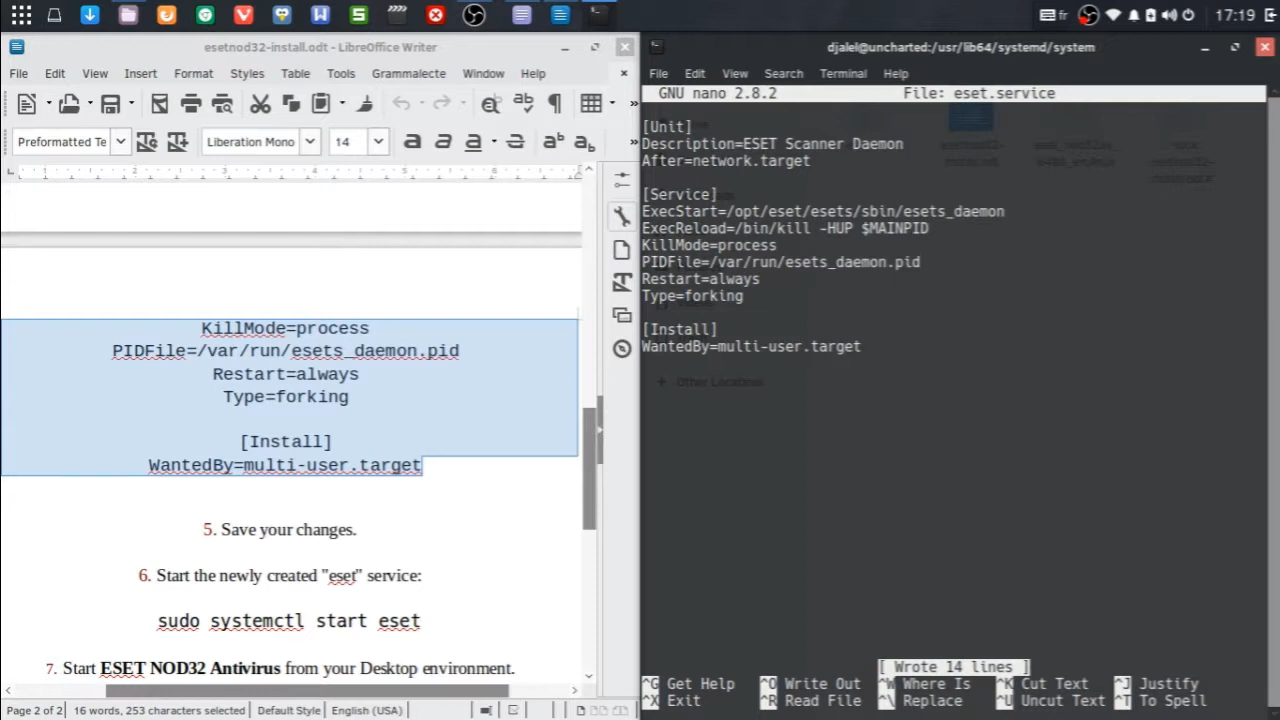 fr
17:19
esetnod32-install.odt - LibreOffice Writer
File Edit View Insert Format Styles Table Tools Grammalecte Window Help
Preformatted Te
Liberation Mono
14
KillMode=process
PIDFile=/var/run/esets_daemon.pid
Restart=always
Type=forking
[Install]
WantedBy=multi-user.target
5. Save your changes.
6. Start the newly created "eset" service:
sudo systemctl start eset
7. Start ESET NOD32 Antivirus from your Desktop environment.
Page 2 of 2
16 words, 253 characters selected
Default Style
English (USA)
djalel@uncharted:/usr/lib64/systemd/system
File Edit View Search Terminal Help
GNU nano 2.8.2 File: eset.service
[Unit]
Description=ESET Scanner Daemon
After=network.target
[Service]
ExecStart=/opt/eset/esets/sbin/esets_daemon
ExecReload=/bin/kill -HUP $MAINPID
KillMode=process
PIDFile=/var/run/esets_daemon.pid
Restart=always
Type=forking
[Install]
WantedBy=multi-user.target
+ Other Locations
[ Wrote 14 lines ]
^G Get Help ^O Write Out ^W Where Is ^K Cut Text ^J Justify
^X Exit ^R Read File ^\ Replace ^U Uncut Text ^T To Spell